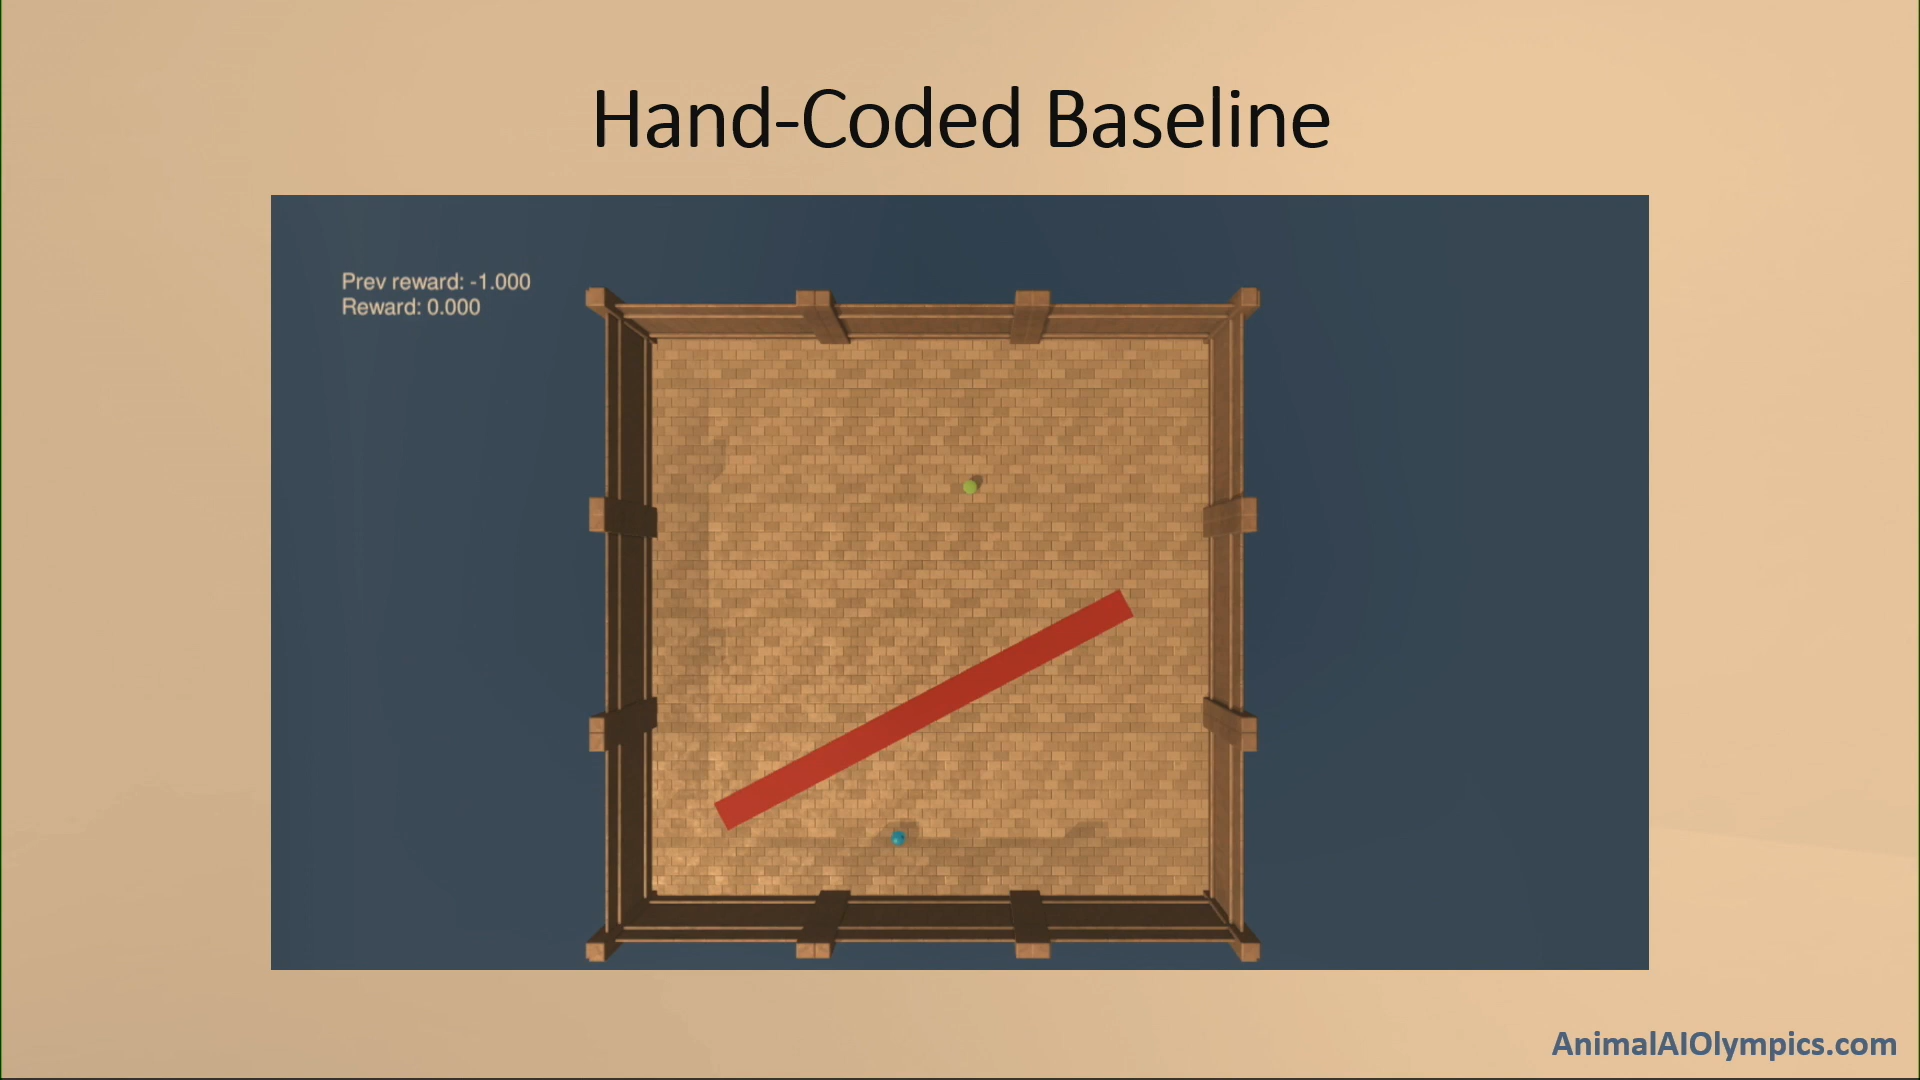 Hand-Coded Baseline
Prev reward: -1.000
Reward: 0.000
AnimalAIOlympics.com